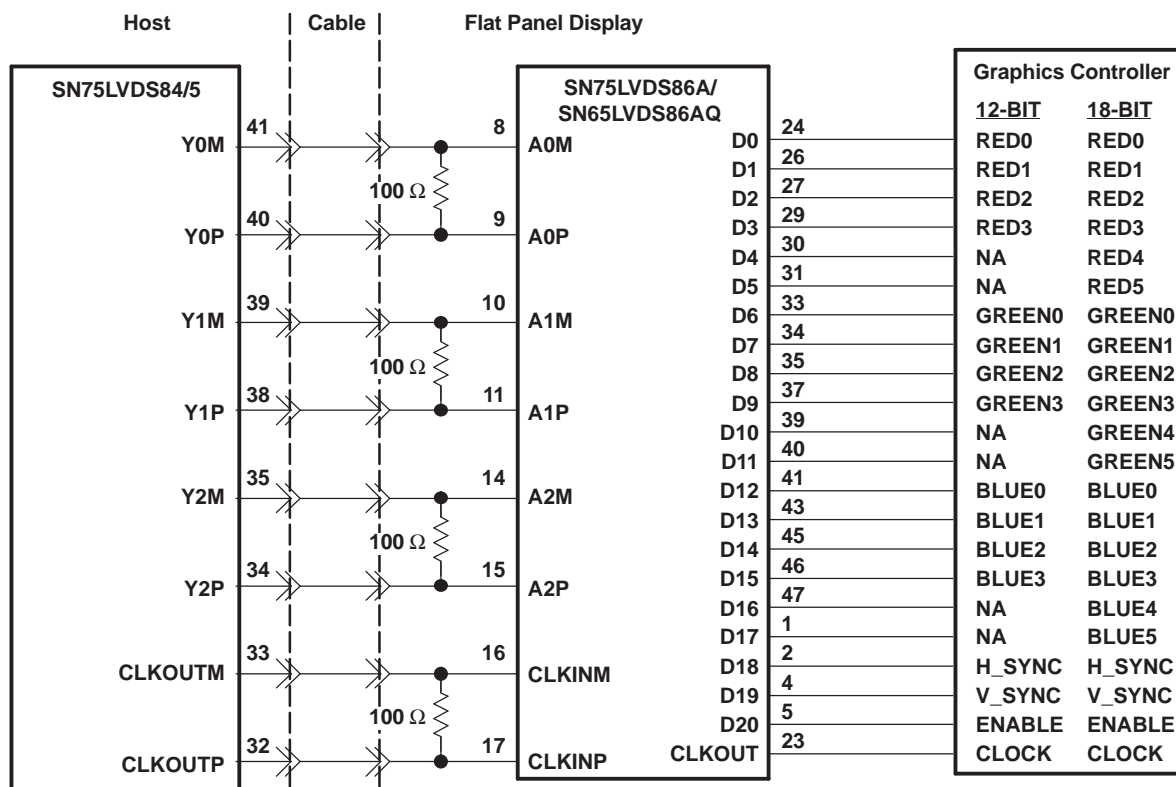 Host Cable Flat Panel Display
SN75LVDS84/5
Y0M 41
Y0P 40
Y1M 39
Y1P 38
Y2M 35
Y2P 34
CLKOUTM 33
CLKOUTP 32
100 Ω
100 Ω
100 Ω
100 Ω
SN75LVDS86A/
SN65LVDS86AQ
8 A0M
9 A0P
10 A1M
11 A1P
14 A2M
15 A2P
16 CLKINM
17 CLKINP
D0 24
D1 26
D2 27
D3 29
D4 30
D5 31
D6 33
D7 34
D8 35
D9 37
D10 39
D11 40
D12 41
D13 43
D14 45
D15 46
D16 47
D17 1
D18 2
D19 4
D20 5
CLKOUT 23
Graphics Controller
12-BIT 18-BIT
RED0 RED0
RED1 RED1
RED2 RED2
RED3 RED3
NA RED4
NA RED5
GREEN0 GREEN0
GREEN1 GREEN1
GREEN2 GREEN2
GREEN3 GREEN3
NA GREEN4
NA GREEN5
BLUE0 BLUE0
BLUE1 BLUE1
BLUE2 BLUE2
BLUE3 BLUE3
NA BLUE4
NA BLUE5
H_SYNC H_SYNC
V_SYNC V_SYNC
ENABLE ENABLE
CLOCK CLOCK